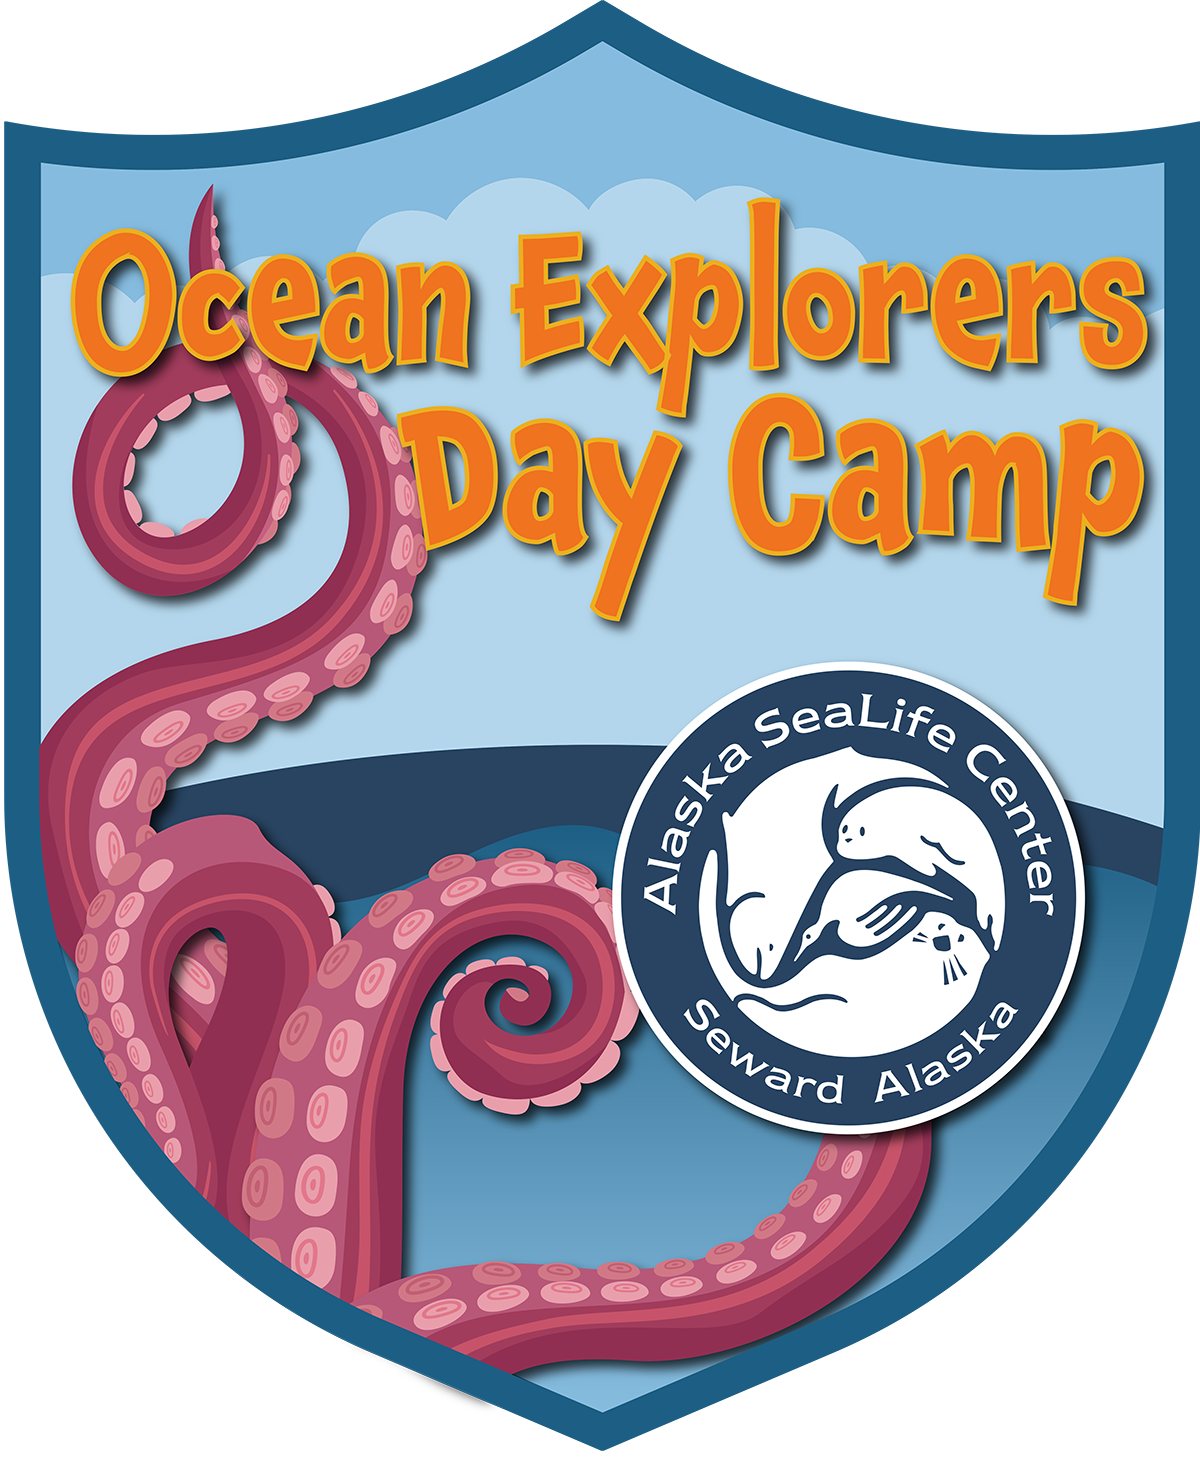 Ocean Explorers
Day Camp
Alaska SeaLife Center
Seward Alaska